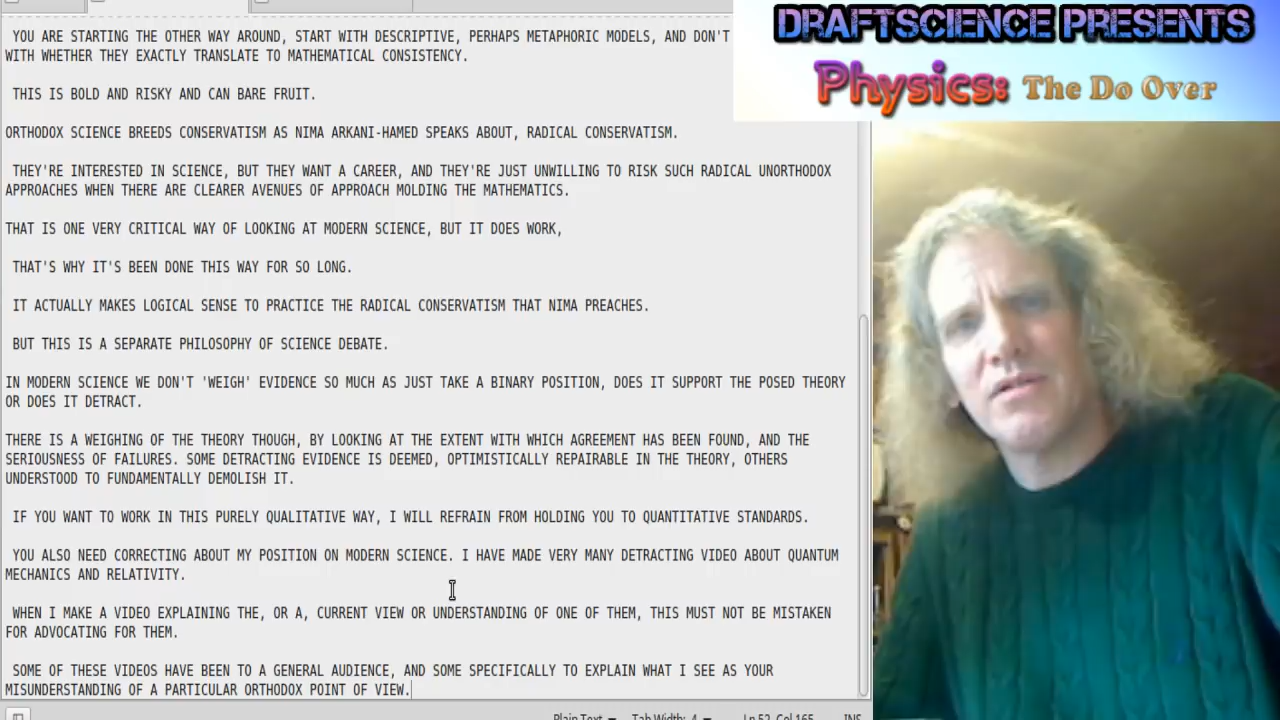 DRAFTSCIENCE PRESENTS
Physics: The Do Over
YOU ARE STARTING THE OTHER WAY AROUND, START WITH DESCRIPTIVE, PERHAPS METAPHORIC MODELS, AND DON'T
WITH WHETHER THEY EXACTLY TRANSLATE TO MATHEMATICAL CONSISTENCY.
THIS IS BOLD AND RISKY AND CAN BARE FRUIT.
ORTHODOX SCIENCE BREEDS CONSERVATISM AS NIMA ARKANI-HAMED SPEAKS ABOUT, RADICAL CONSERVATISM.
THEY'RE INTERESTED IN SCIENCE, BUT THEY WANT A CAREER, AND THEY'RE JUST UNWILLING TO RISK SUCH RADICAL UNORTHODOX
APPROACHES WHEN THERE ARE CLEARER AVENUES OF APPROACH MOLDING THE MATHEMATICS.
THAT IS ONE VERY CRITICAL WAY OF LOOKING AT MODERN SCIENCE, BUT IT DOES WORK,
THAT'S WHY IT'S BEEN DONE THIS WAY FOR SO LONG.
IT ACTUALLY MAKES LOGICAL SENSE TO PRACTICE THE RADICAL CONSERVATISM THAT NIMA PREACHES.
BUT THIS IS A SEPARATE PHILOSOPHY OF SCIENCE DEBATE.
IN MODERN SCIENCE WE DON'T 'WEIGH' EVIDENCE SO MUCH AS JUST TAKE A BINARY POSITION, DOES IT SUPPORT THE POSED THEORY
OR DOES IT DETRACT.
THERE IS A WEIGHING OF THE THEORY THOUGH, BY LOOKING AT THE EXTENT WITH WHICH AGREEMENT HAS BEEN FOUND, AND THE
SERIOUSNESS OF FAILURES. SOME DETRACTING EVIDENCE IS DEEMED, OPTIMISTICALLY REPAIRABLE IN THE THEORY, OTHERS
UNDERSTOOD TO FUNDAMENTALLY DEMOLISH IT.
IF YOU WANT TO WORK IN THIS PURELY QUALITATIVE WAY, I WILL REFRAIN FROM HOLDING YOU TO QUANTITATIVE STANDARDS.
YOU ALSO NEED CORRECTING ABOUT MY POSITION ON MODERN SCIENCE. I HAVE MADE VERY MANY DETRACTING VIDEO ABOUT QUANTUM
MECHANICS AND RELATIVITY.
WHEN I MAKE A VIDEO EXPLAINING THE, OR A, CURRENT VIEW OR UNDERSTANDING OF ONE OF THEM, THIS MUST NOT BE MISTAKEN
FOR ADVOCATING FOR THEM.
SOME OF THESE VIDEOS HAVE BEEN TO A GENERAL AUDIENCE, AND SOME SPECIFICALLY TO EXPLAIN WHAT I SEE AS YOUR
MISUNDERSTANDING OF A PARTICULAR ORTHODOX POINT OF VIEW.
Plain Text Tab Width: 4 Ln 52, Col 165 INS